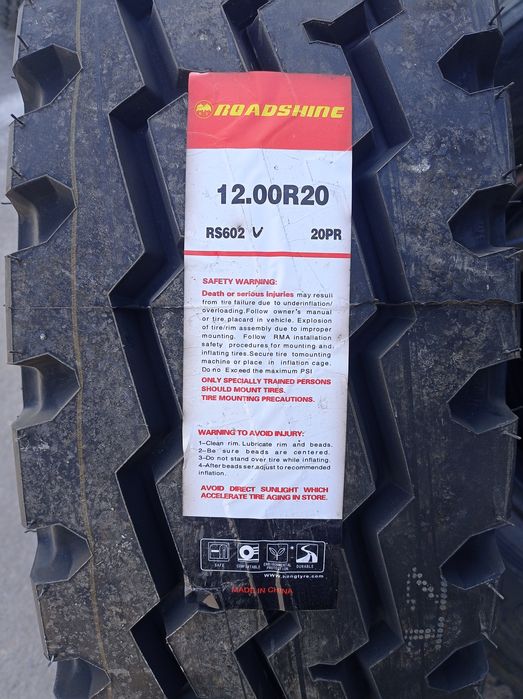 ROADSHINE
12.00R20
RS602 V 20PR
SAFETY WARNING:
Death or serious injuries may resull
from tire failure due to underinflation/
overloading.Follow owner's manual
or tire placard in vehicle. Explosion
of tire/rim assembly due to improper
mounting. Follow RMA installation
safety procedures for mounting and
inflating tires.Secure tire tomounting
machine or place in inflation cage.
Do no Exceed the maximum PSI
ONLY SPECIALLY TRAINED PERSONS
SHOULD MOUNT TIRES.
TIRE MOUNTING PRECAUTIONS.
WARNING TO AVOID INJURY:
1-Clean rim. Lubricate rim and beads.
2-Be sure beads are centered.
3-Do not stand over tire while inflating.
4-After beads ser,adjust to recommended
inflation.
AVOID DIRECT SUNLIGHT WHICH
ACCELERATE TIRE AGING IN STORE.
SAFE COMFORTABLE ENVIRONMENTAL PROTECTION DURABLE
MADE IN CHINA